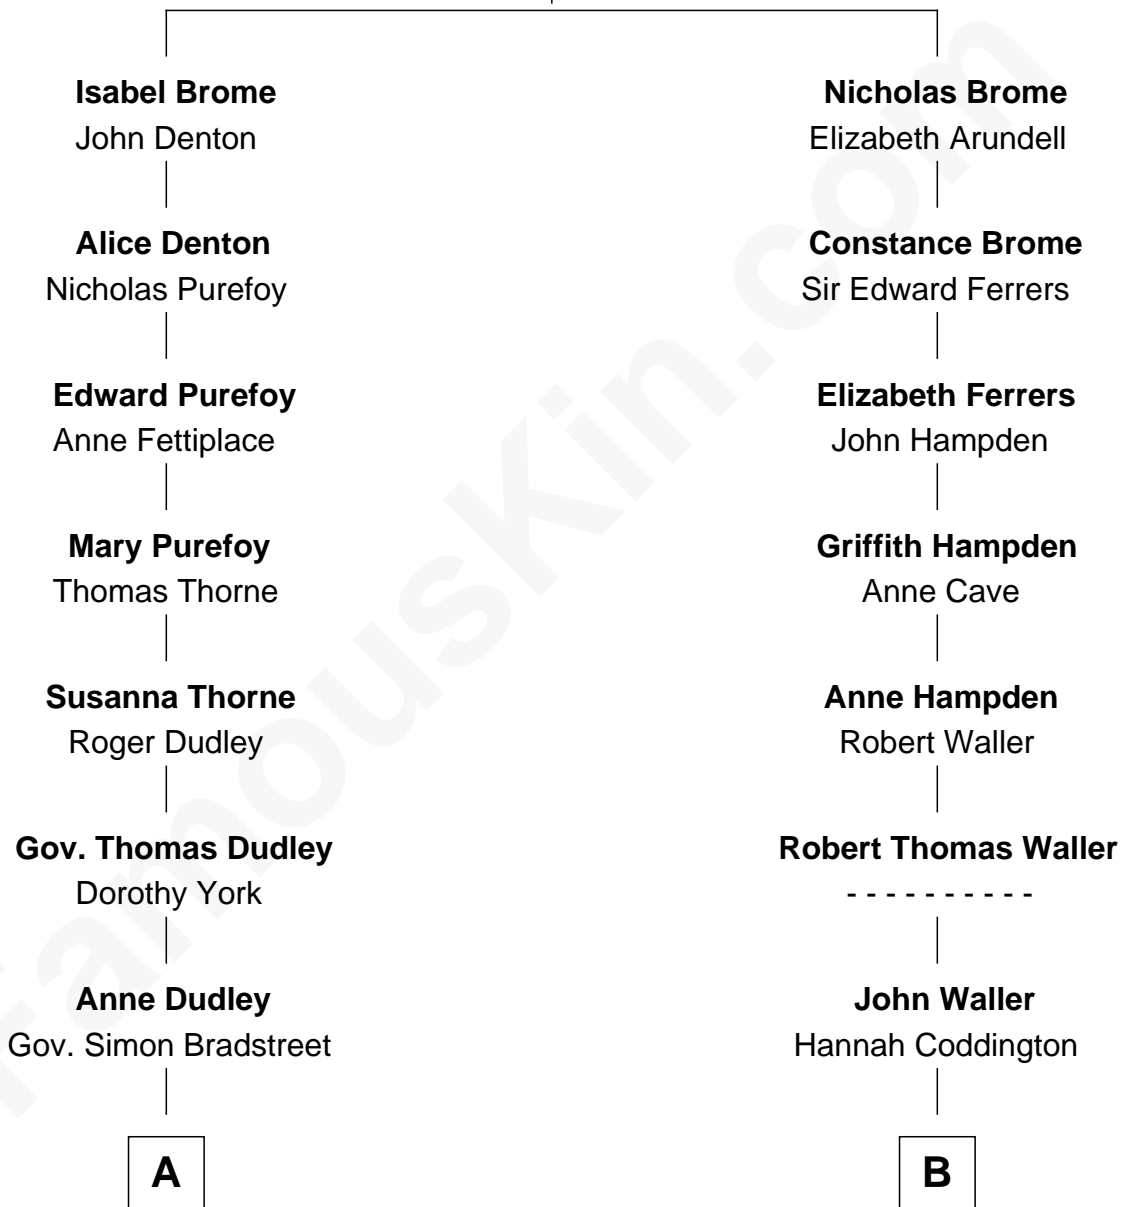 Isabel Brome
John Denton
Nicholas Brome
Elizabeth Arundell
Alice Denton
Nicholas Purefoy
Constance Brome
Sir Edward Ferrers
Edward Purefoy
Anne Fettiplace
Elizabeth Ferrers
John Hampden
Mary Purefoy
Thomas Thorne
Griffith Hampden
Anne Cave
Susanna Thorne
Roger Dudley
Anne Hampden
Robert Waller
Gov. Thomas Dudley
Dorothy York
Robert Thomas Waller
- - - - - - - - - -
Anne Dudley
Gov. Simon Bradstreet
John Waller
Hannah Coddington
A
B
FamousKin.com